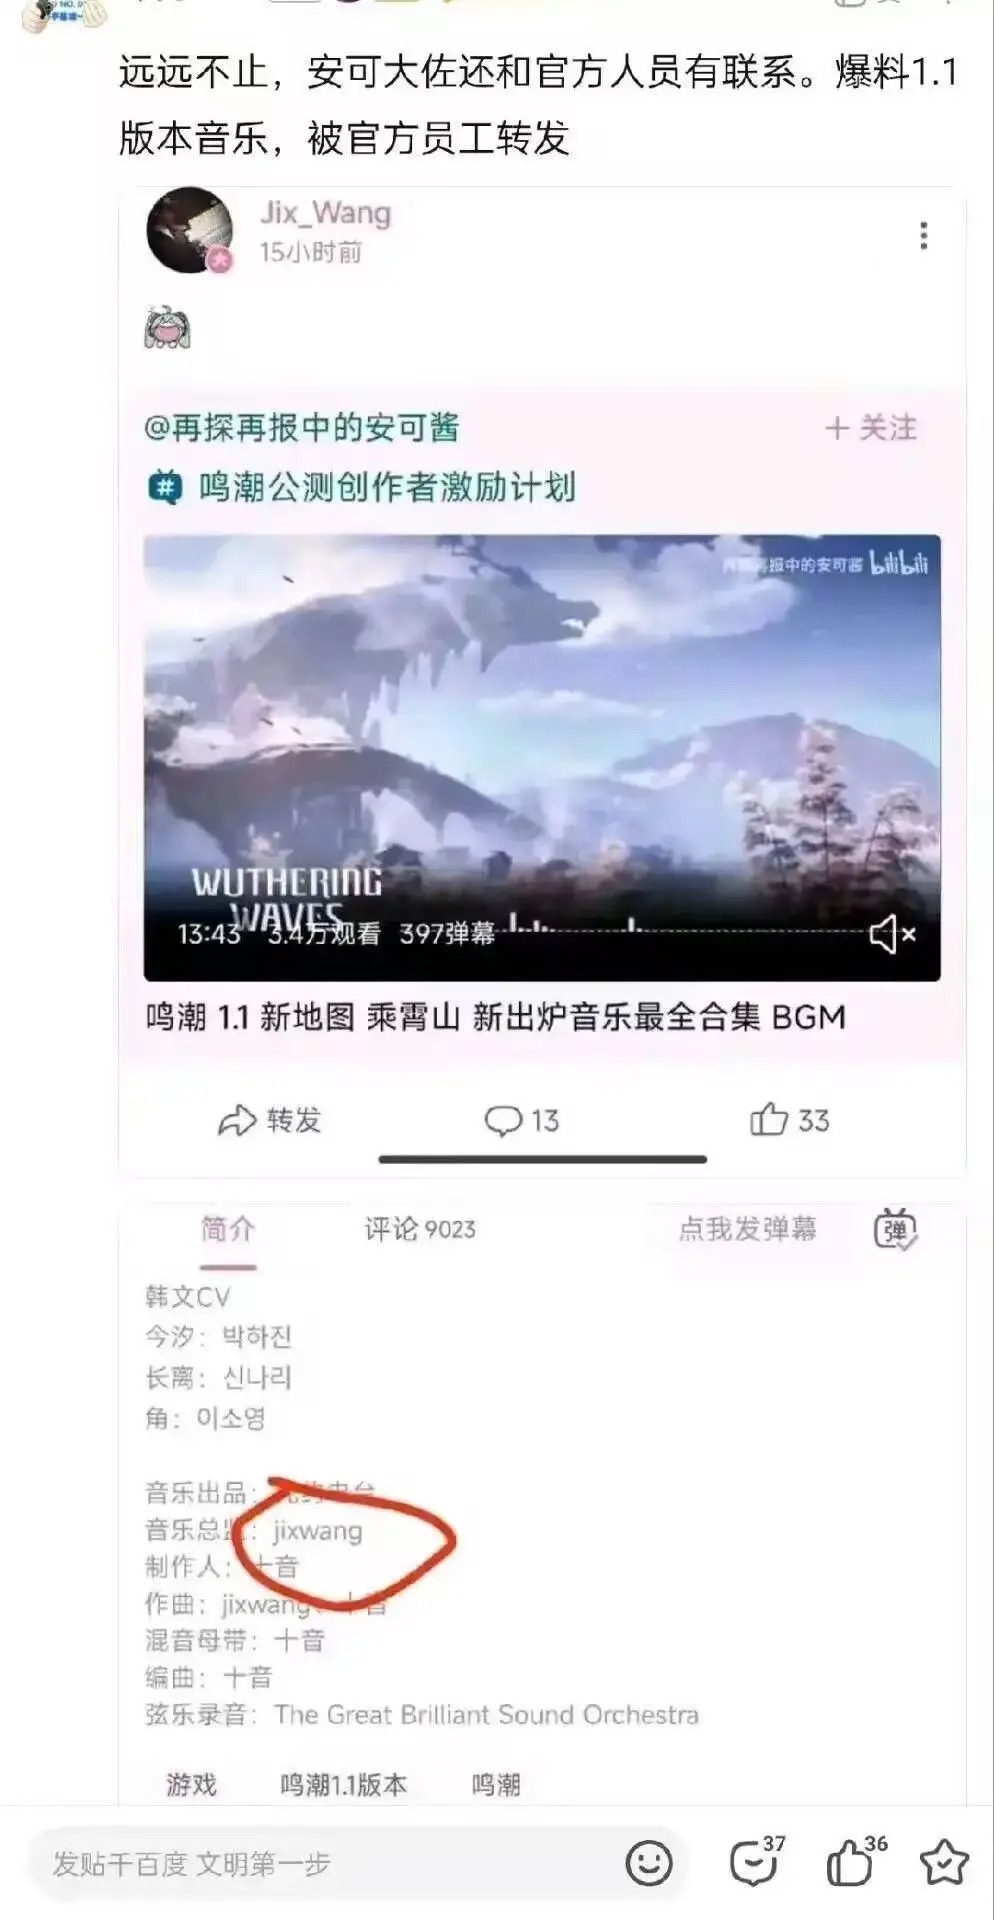 远远不止，安可大佐还和官方人员有联系。爆料1.1
版本音乐，被官方员工转发
Jix_Wang
15小时前
@再探再报中的安可酱
+ 关注
# 鸣潮公测创作者激励计划
再探再报中的安可酱 bilibili
WUTHERING
WAVES
13:43 3.4万观看 397弹幕
鸣潮 1.1 新地图 乘霄山 新出炉音乐最全合集 BGM
转发 13 33
简介 评论 9023 点我发弹幕 弹
韩文CV
今汐：박하진
长离：신나리
角：이소영
音乐出品：
音乐总监：jixwang
制作人：十音
作曲：jixwang、十音
混音母带：十音
编曲：十音
弦乐录音：The Great Brilliant Sound Orchestra
游戏 鸣潮1.1版本 鸣潮
发贴千百度 文明第一步 37 36